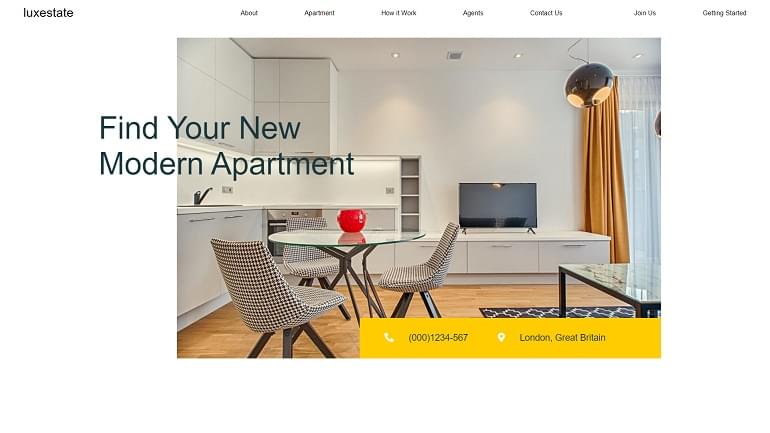 luxestate
About
Apartment
How it Work
Agents
Contact Us
Join Us
Getting Started
Find Your New
Modern Apartment
(000)1234-567
London, Great Britain